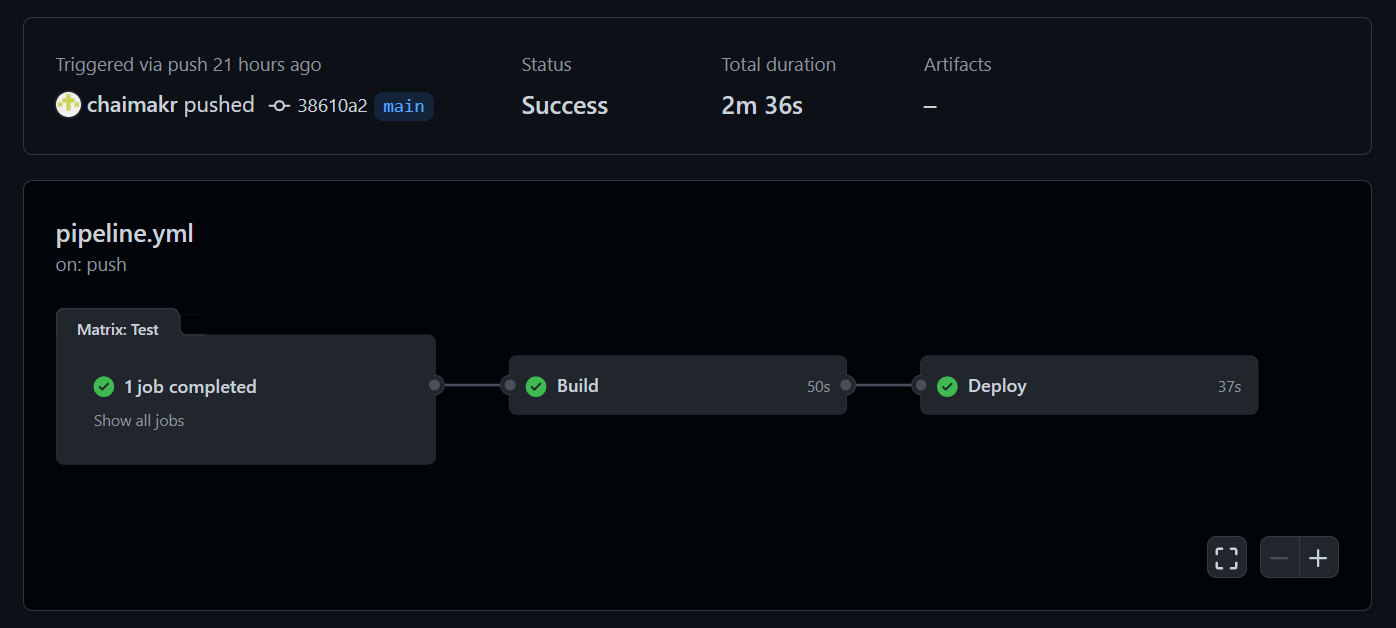 Triggered via push 21 hours ago
chaimakr pushed 38610a2 main
Status
Success
Total duration
2m 36s
Artifacts
–
pipeline.yml
on: push
Matrix: Test
1 job completed
Show all jobs
Build 50s
Deploy 37s